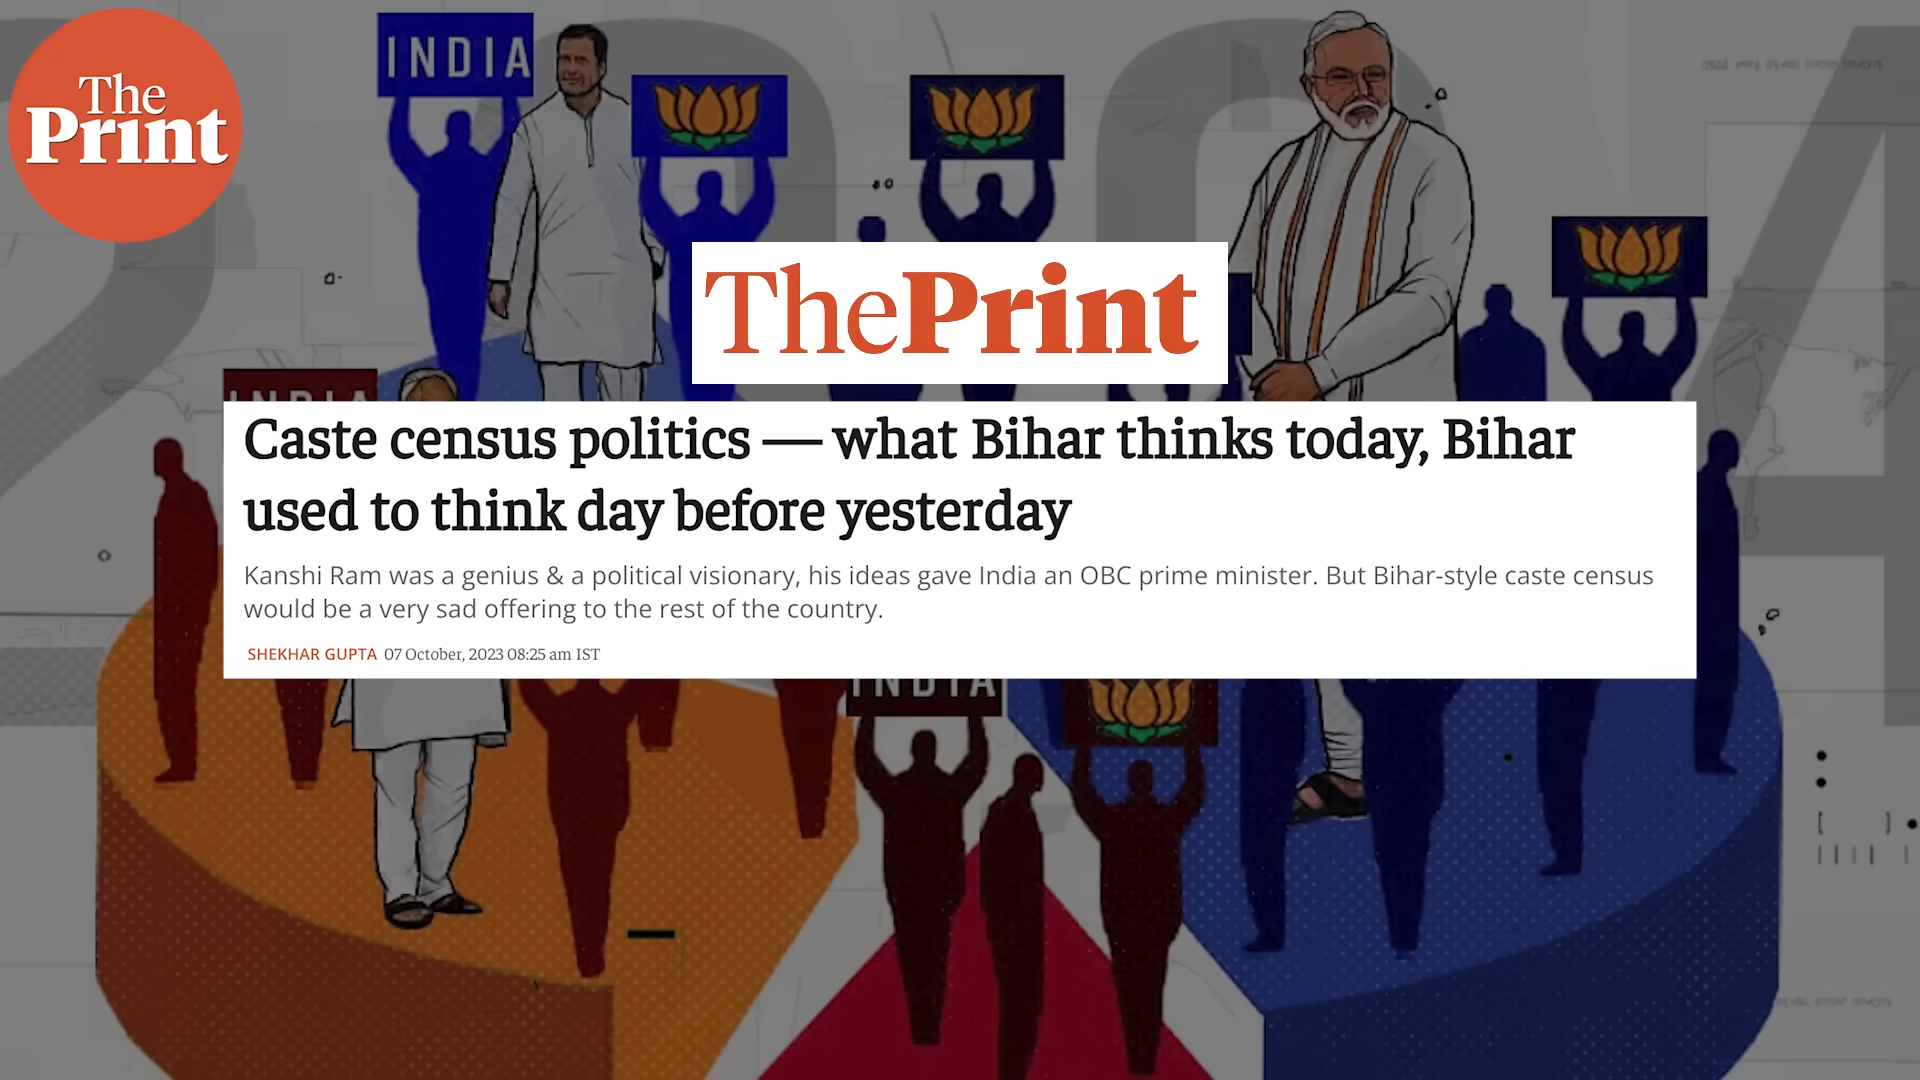 The
Print
INDIA
ThePrint
INDIA
Caste census politics — what Bihar thinks today, Bihar
used to think day before yesterday
Kanshi Ram was a genius & a political visionary, his ideas gave India an OBC prime minister. But Bihar-style caste census
would be a very sad offering to the rest of the country.
SHEKHAR GUPTA 07 October, 2023 08:25 am IST
INDIA